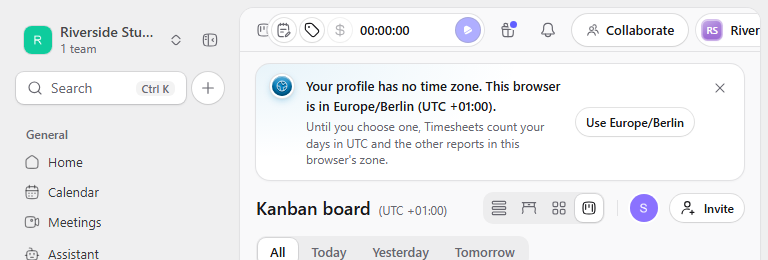 R
Riverside Stu...
1 team
Search
Ctrl K
General
Home
Calendar
Meetings
Assistant
$
00:00:00
Collaborate
RS
River
Your profile has no time zone. This browser
is in Europe/Berlin (UTC +01:00).
Until you choose one, Timesheets count your
days in UTC and the other reports in this
browser's zone.
Use Europe/Berlin
Kanban board (UTC +01:00)
S
Invite
All
Today
Yesterday
Tomorrow